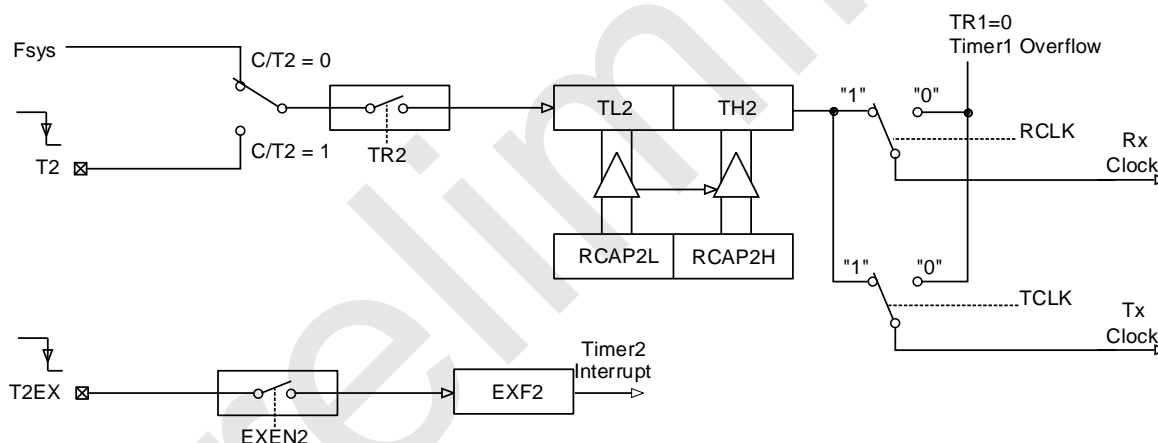 TR1=0
Timer1 Overflow
Fsys
C/T2 = 0
TL2
TH2
"1"
"0"
RCLK
Rx
Clock
T2
C/T2 = 1
TR2
RCAP2L
RCAP2H
"1"
"0"
TCLK
Tx
Clock
Timer2
Interrupt
T2EX
EXF2
EXEN2